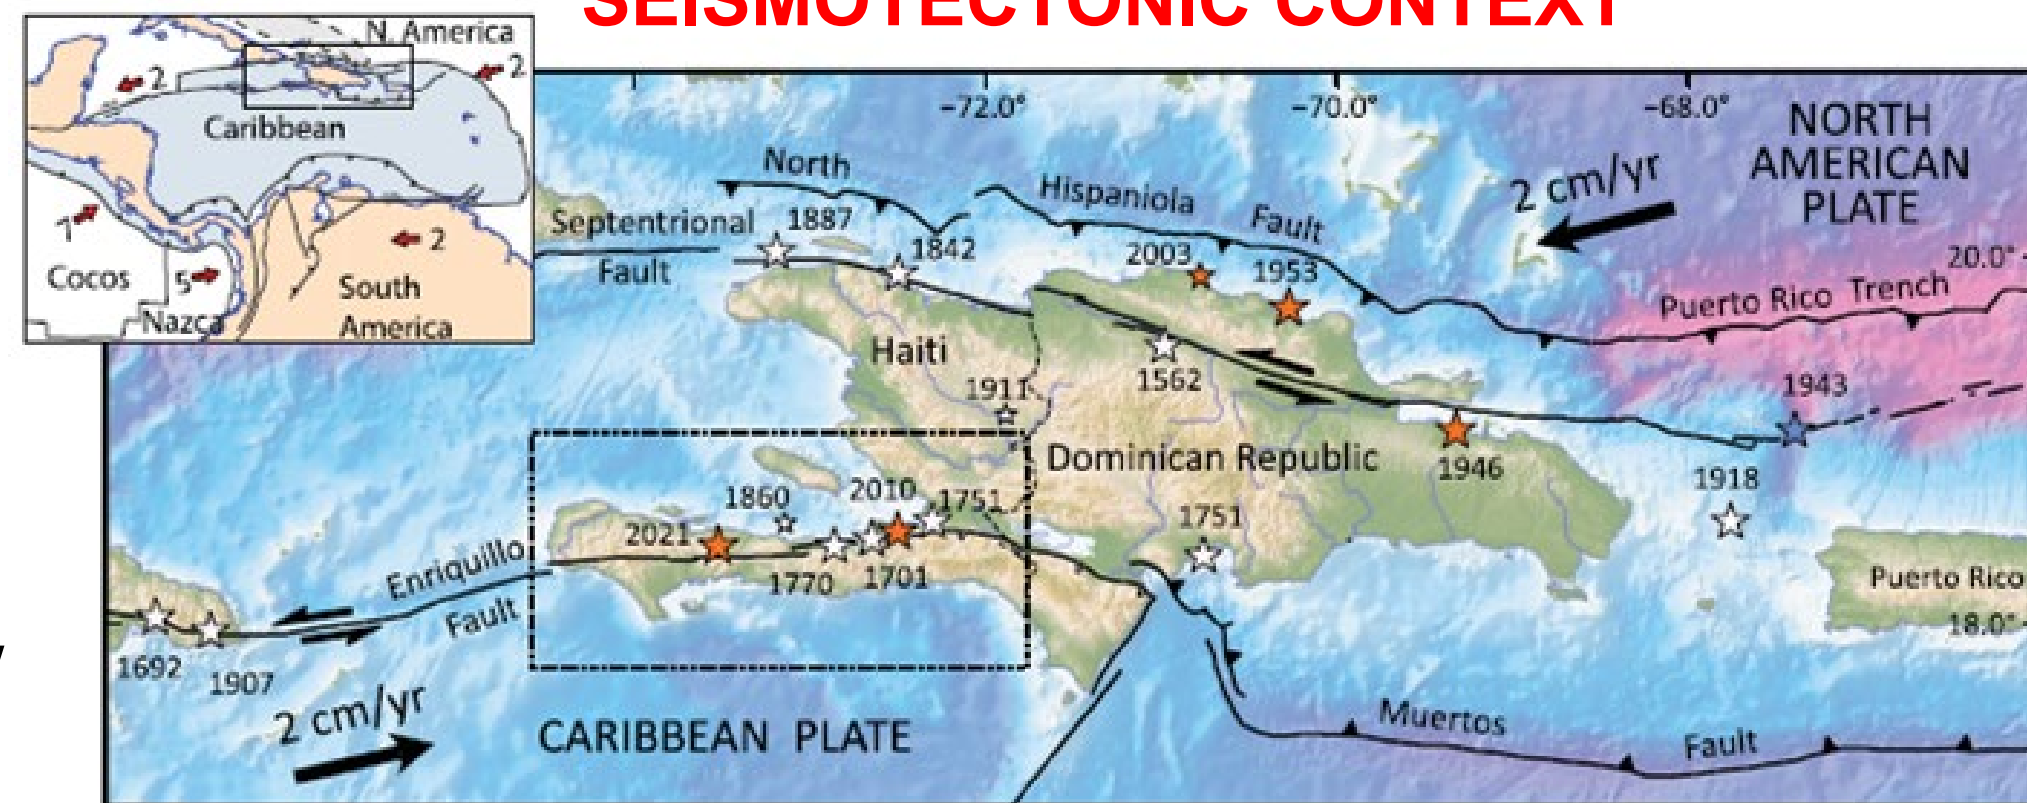 SEISMOTECTONIC CONTEXT
N. America
2
2
Caribbean
7
2
Cocos
5
South
America
Nazca
−72.0°
−70.0°
−68.0°
NORTH
AMERICAN
PLATE
2 cm/yr
North
Hispaniola
Fault
Septentrional
Fault
1887
1842
2003
1953
20.0°
Puerto Rico Trench
Haiti
1911
1562
1943
Dominican Republic
1946
1918
1860
2010
1751
2021
1770
1701
1751
Puerto Rico
18.0°
Enriquillo
Fault
1692
1907
2 cm/yr
CARIBBEAN PLATE
Muertos
Fault